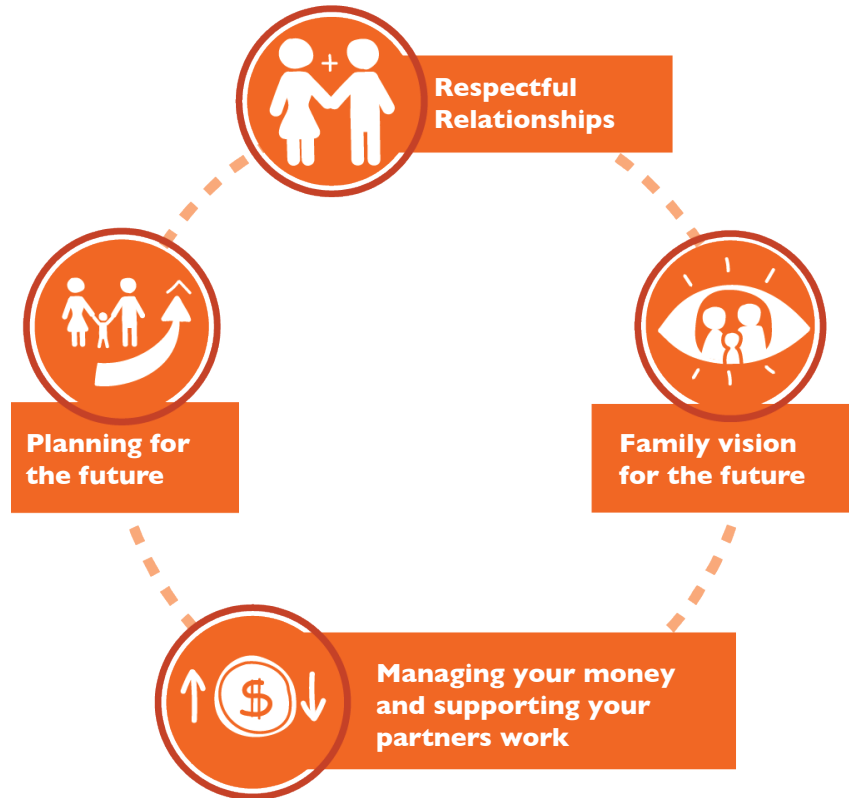 Respectful
Relationships
Family vision
for the future
Managing your money
and supporting your
partners work
Planning for
the future
+
$